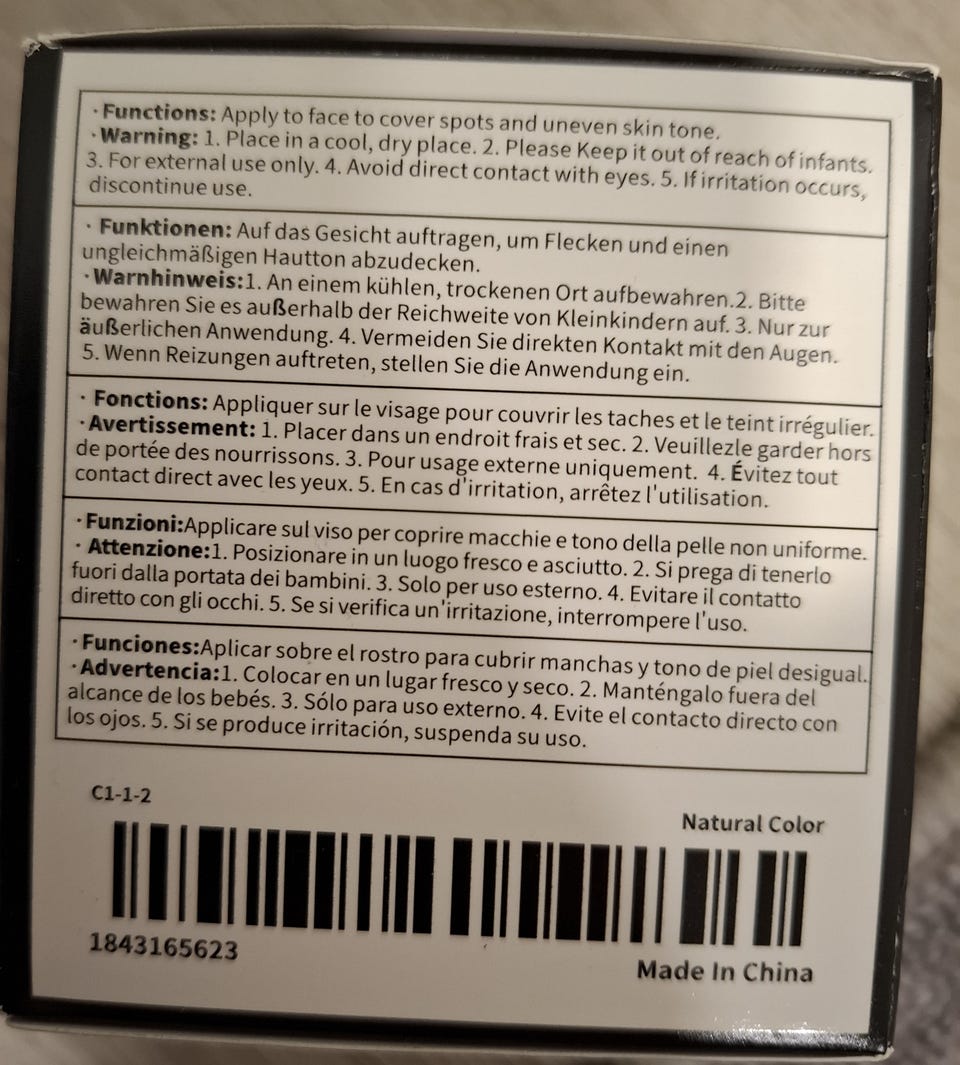 · Functions: Apply to face to cover spots and uneven skin tone.
· Warning: 1. Place in a cool, dry place. 2. Please Keep it out of reach of infants.
3. For external use only. 4. Avoid direct contact with eyes. 5. If irritation occurs,
discontinue use.
· Funktionen: Auf das Gesicht auftragen, um Flecken und einen
ungleichmäßigen Hautton abzudecken.
· Warnhinweis:1. An einem kühlen, trockenen Ort aufbewahren.2. Bitte
bewahren Sie es außerhalb der Reichweite von Kleinkindern auf. 3. Nur zur
äußerlichen Anwendung. 4. Vermeiden Sie direkten Kontakt mit den Augen.
5. Wenn Reizungen auftreten, stellen Sie die Anwendung ein.
· Fonctions: Appliquer sur le visage pour couvrir les taches et le teint irrégulier.
· Avertissement: 1. Placer dans un endroit frais et sec. 2. Veuillezle garder hors
de portée des nourrissons. 3. Pour usage externe uniquement. 4. Évitez tout
contact direct avec les yeux. 5. En cas d'irritation, arrêtez l'utilisation.
· Funzioni:Applicare sul viso per coprire macchie e tono della pelle non uniforme.
· Attenzione:1. Posizionare in un luogo fresco e asciutto. 2. Si prega di tenerlo
fuori dalla portata dei bambini. 3. Solo per uso esterno. 4. Evitare il contatto
diretto con gli occhi. 5. Se si verifica un'irritazione, interrompere l'uso.
· Funciones:Aplicar sobre el rostro para cubrir manchas y tono de piel desigual.
· Advertencia:1. Colocar en un lugar fresco y seco. 2. Manténgalo fuera del
alcance de los bebés. 3. Sólo para uso externo. 4. Evite el contacto directo con
los ojos. 5. Si se produce irritación, suspenda su uso.
C1-1-2
Natural Color
1843165623
Made In China